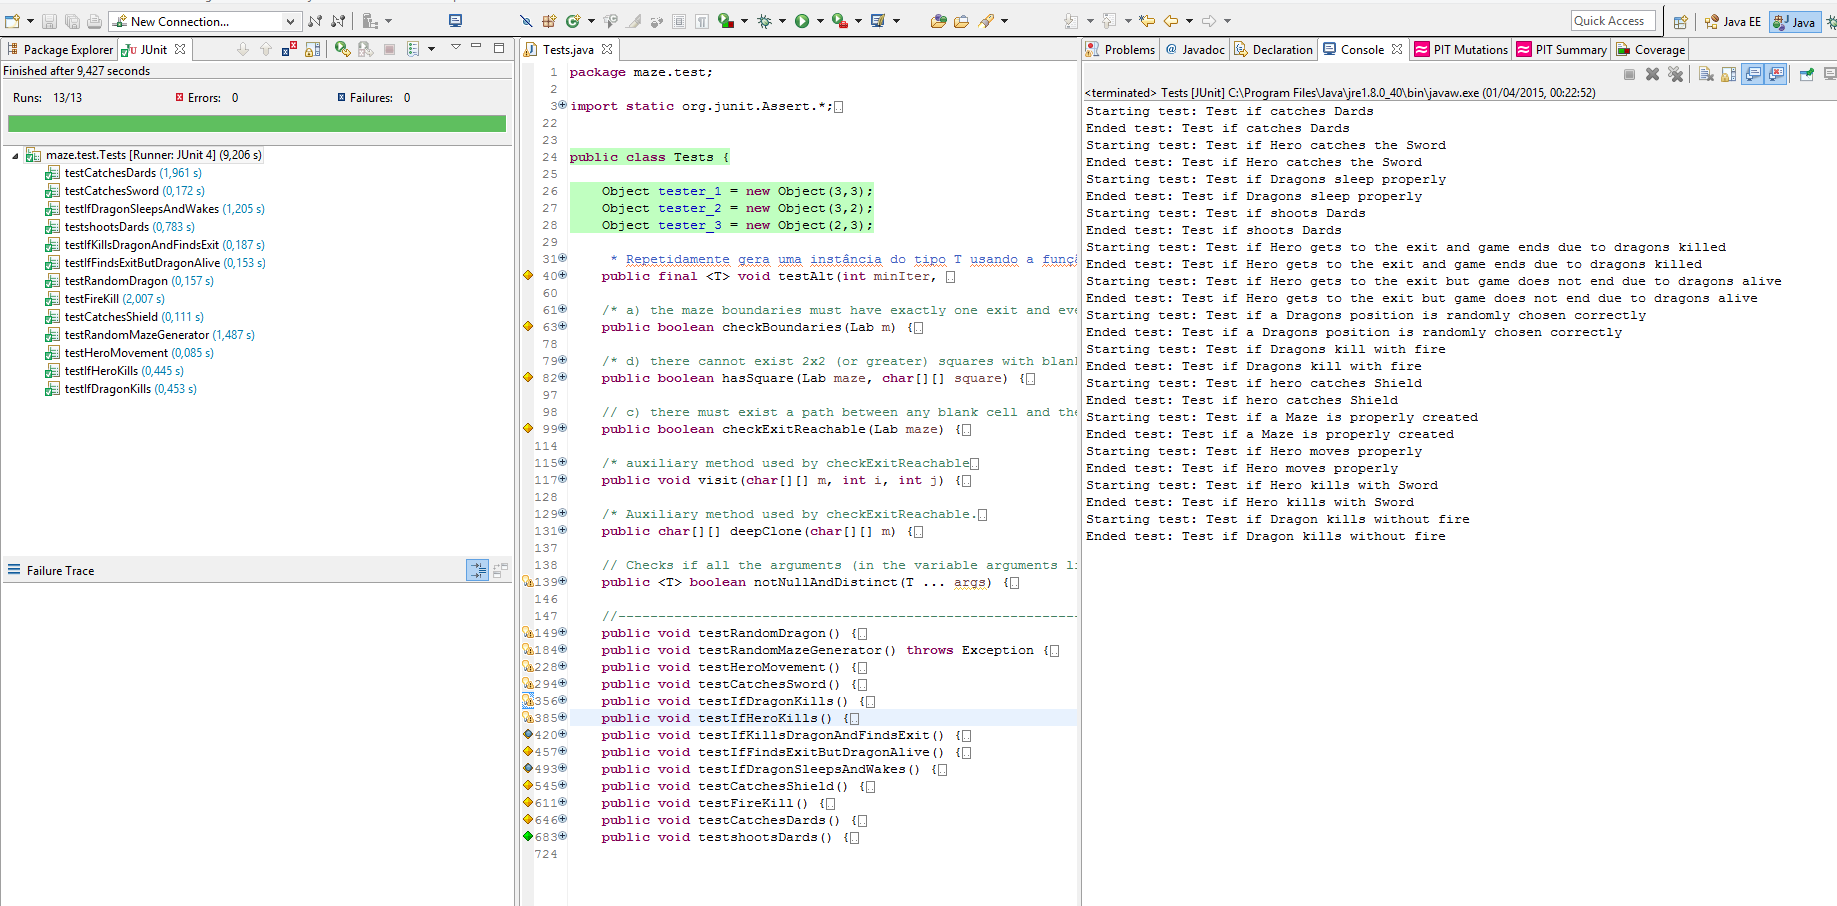 New Connection...
Quick Access
Java EE
Java
Package Explorer
JUnit
Finished after 9,427 seconds
Runs: 13/13
Errors: 0
Failures: 0
maze.test.Tests [Runner: JUnit 4] (9,206 s)
testCatchesDards (1,961 s)
testCatchesSword (0,172 s)
testIfDragonSleepsAndWakes (1,205 s)
testshootsDards (0,783 s)
testIfKillsDragonAndFindsExit (0,187 s)
testIfFindsExitButDragonAlive (0,153 s)
testRandomDragon (0,157 s)
testFireKill (2,007 s)
testCatchesShield (0,111 s)
testRandomMazeGenerator (1,487 s)
testHeroMovement (0,085 s)
testIfHeroKills (0,445 s)
testIfDragonKills (0,453 s)
Failure Trace
Tests.java
1 package maze.test;
2
3 import static org.junit.Assert.*;
22
23
24 public class Tests {
25
26 Object tester_1 = new Object(3,3);
27 Object tester_2 = new Object(3,2);
28 Object tester_3 = new Object(2,3);
29
31 * Repetidamente gera uma instância do tipo T usando a funçã
40 public final <T> void testAlt(int minIter,
60
61 /* a) the maze boundaries must have exactly one exit and eve
63 public boolean checkBoundaries(Lab m) {
78
79 /* d) there cannot exist 2x2 (or greater) squares with blank
82 public boolean hasSquare(Lab maze, char[][] square) {
97
98 // c) there must exist a path between any blank cell and the
99 public boolean checkExitReachable(Lab maze) {
114
115 /* auxiliary method used by checkExitReachable
117 public void visit(char[][] m, int i, int j) {
128
129 /* Auxiliary method used by checkExitReachable.
131 public char[][] deepClone(char[][] m) {
137
138 // Checks if all the arguments (in the variable arguments li
139 public <T> boolean notNullAndDistinct(T ... args) {
146
147 //----------------------------------------------------------
149 public void testRandomDragon() {
184 public void testRandomMazeGenerator() throws Exception {
228 public void testHeroMovement() {
294 public void testCatchesSword() {
356 public void testIfDragonKills() {
385 public void testIfHeroKills() {
420 public void testIfKillsDragonAndFindsExit() {
457 public void testIfFindsExitButDragonAlive() {
493 public void testIfDragonSleepsAndWakes() {
545 public void testCatchesShield() {
611 public void testFireKill() {
646 public void testCatchesDards() {
683 public void testshootsDards() {
724
Problems
Javadoc
Declaration
Console
PIT Mutations
PIT Summary
Coverage
<terminated> Tests [JUnit] C:\Program Files\Java\jre1.8.0_40\bin\javaw.exe (01/04/2015, 00:22:52)
Starting test: Test if catches Dards
Ended test: Test if catches Dards
Starting test: Test if Hero catches the Sword
Ended test: Test if Hero catches the Sword
Starting test: Test if Dragons sleep properly
Ended test: Test if Dragons sleep properly
Starting test: Test if shoots Dards
Ended test: Test if shoots Dards
Starting test: Test if Hero gets to the exit and game ends due to dragons killed
Ended test: Test if Hero gets to the exit and game ends due to dragons killed
Starting test: Test if Hero gets to the exit but game does not end due to dragons alive
Ended test: Test if Hero gets to the exit but game does not end due to dragons alive
Starting test: Test if a Dragons position is randomly chosen correctly
Ended test: Test if a Dragons position is randomly chosen correctly
Starting test: Test if Dragons kill with fire
Ended test: Test if Dragons kill with fire
Starting test: Test if hero catches Shield
Ended test: Test if hero catches Shield
Starting test: Test if a Maze is properly created
Ended test: Test if a Maze is properly created
Starting test: Test if Hero moves properly
Ended test: Test if Hero moves properly
Starting test: Test if Hero kills with Sword
Ended test: Test if Hero kills with Sword
Starting test: Test if Dragon kills without fire
Ended test: Test if Dragon kills without fire